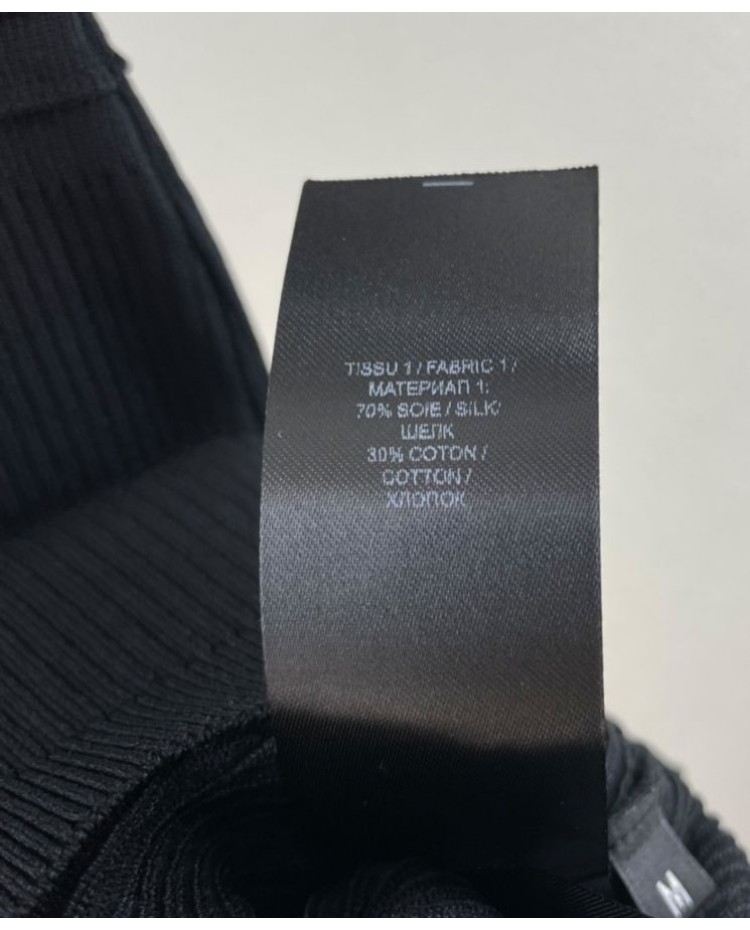 TISSU 1 / FABRIC 1 /
МАТЕРИАЛ 1:
70% SOIE / SILK/
ШЕЛК
30% COTON /
COTTON /
ХЛОПОК
M